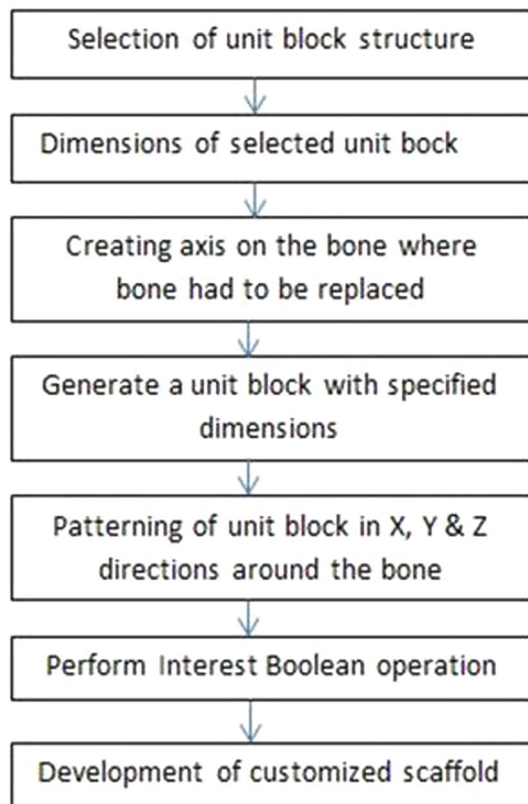 Selection of unit block structure
Dimensions of selected unit bock
Creating axis on the bone where
bone had to be replaced
Generate a unit block with specified
dimensions
Patterning of unit block in X, Y & Z
directions around the bone
Perform Interest Boolean operation
Development of customized scaffold